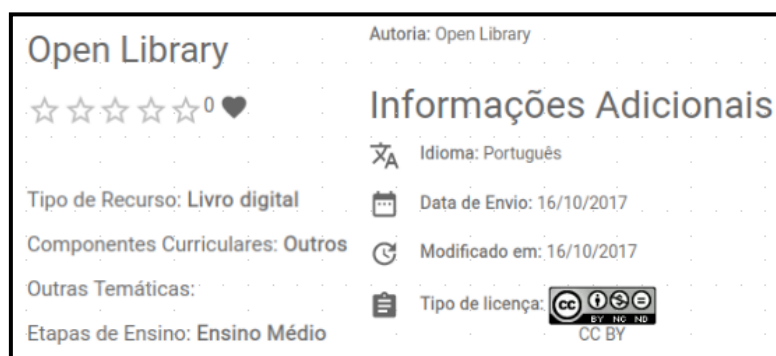 Open Library
0
Tipo de Recurso: Livro digital
Componentes Curriculares: Outros
Outras Temáticas:
Etapas de Ensino: Ensino Médio
Autoria: Open Library
Informações Adicionais
Idioma: Português
Data de Envio: 16/10/2017
Modificado em: 16/10/2017
Tipo de licença: cc BY NC ND
CC BY